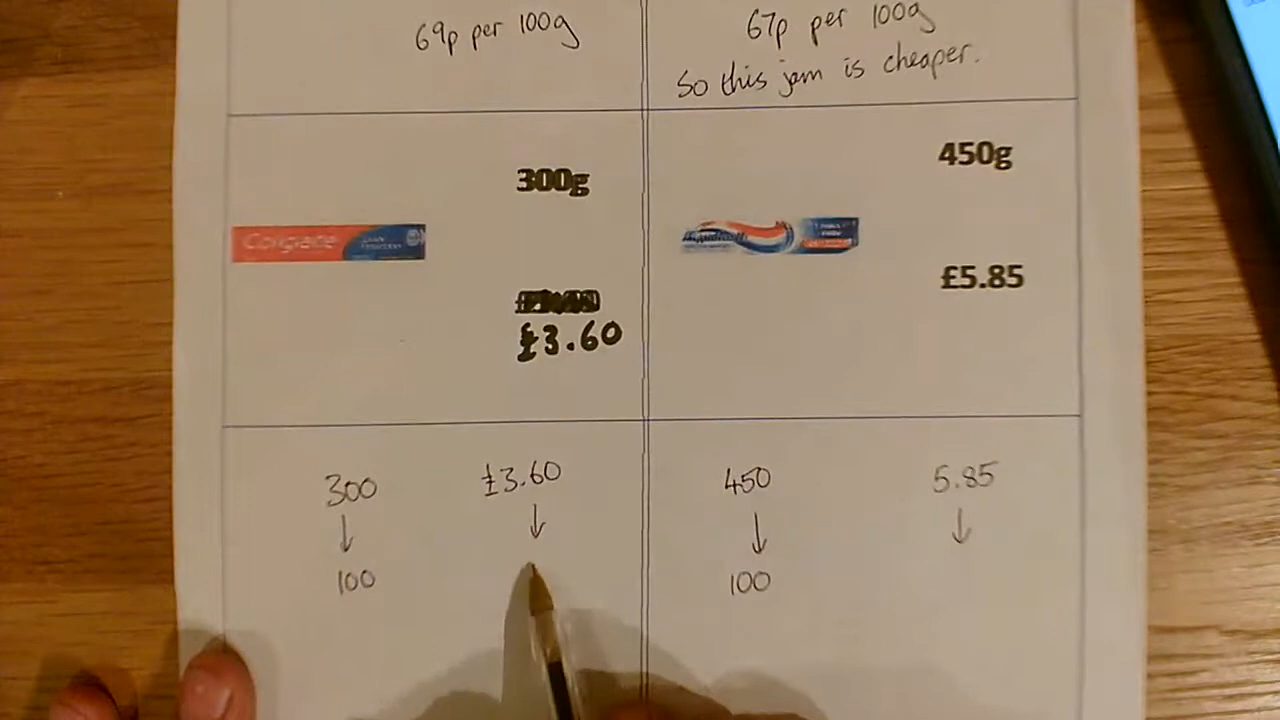 69p per 100g
67p per 100g
So this jam is cheaper.
300g
450g
Colgate
£5.85
£3.60
300
£3.60
450
5.85
100
100